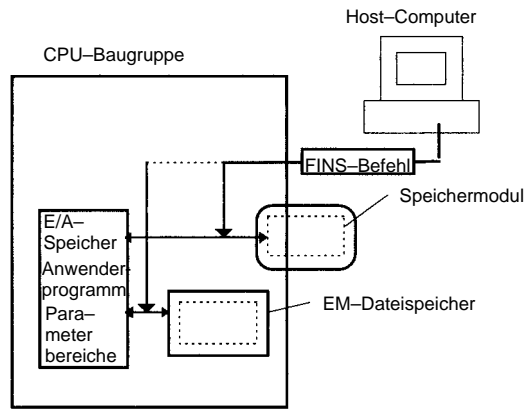 Host–Computer
CPU–Baugruppe
FINS–Befehl
Speichermodul
E/A–
Speicher
Anwender
programm
Para–
meter
bereiche
EM–Dateispeicher